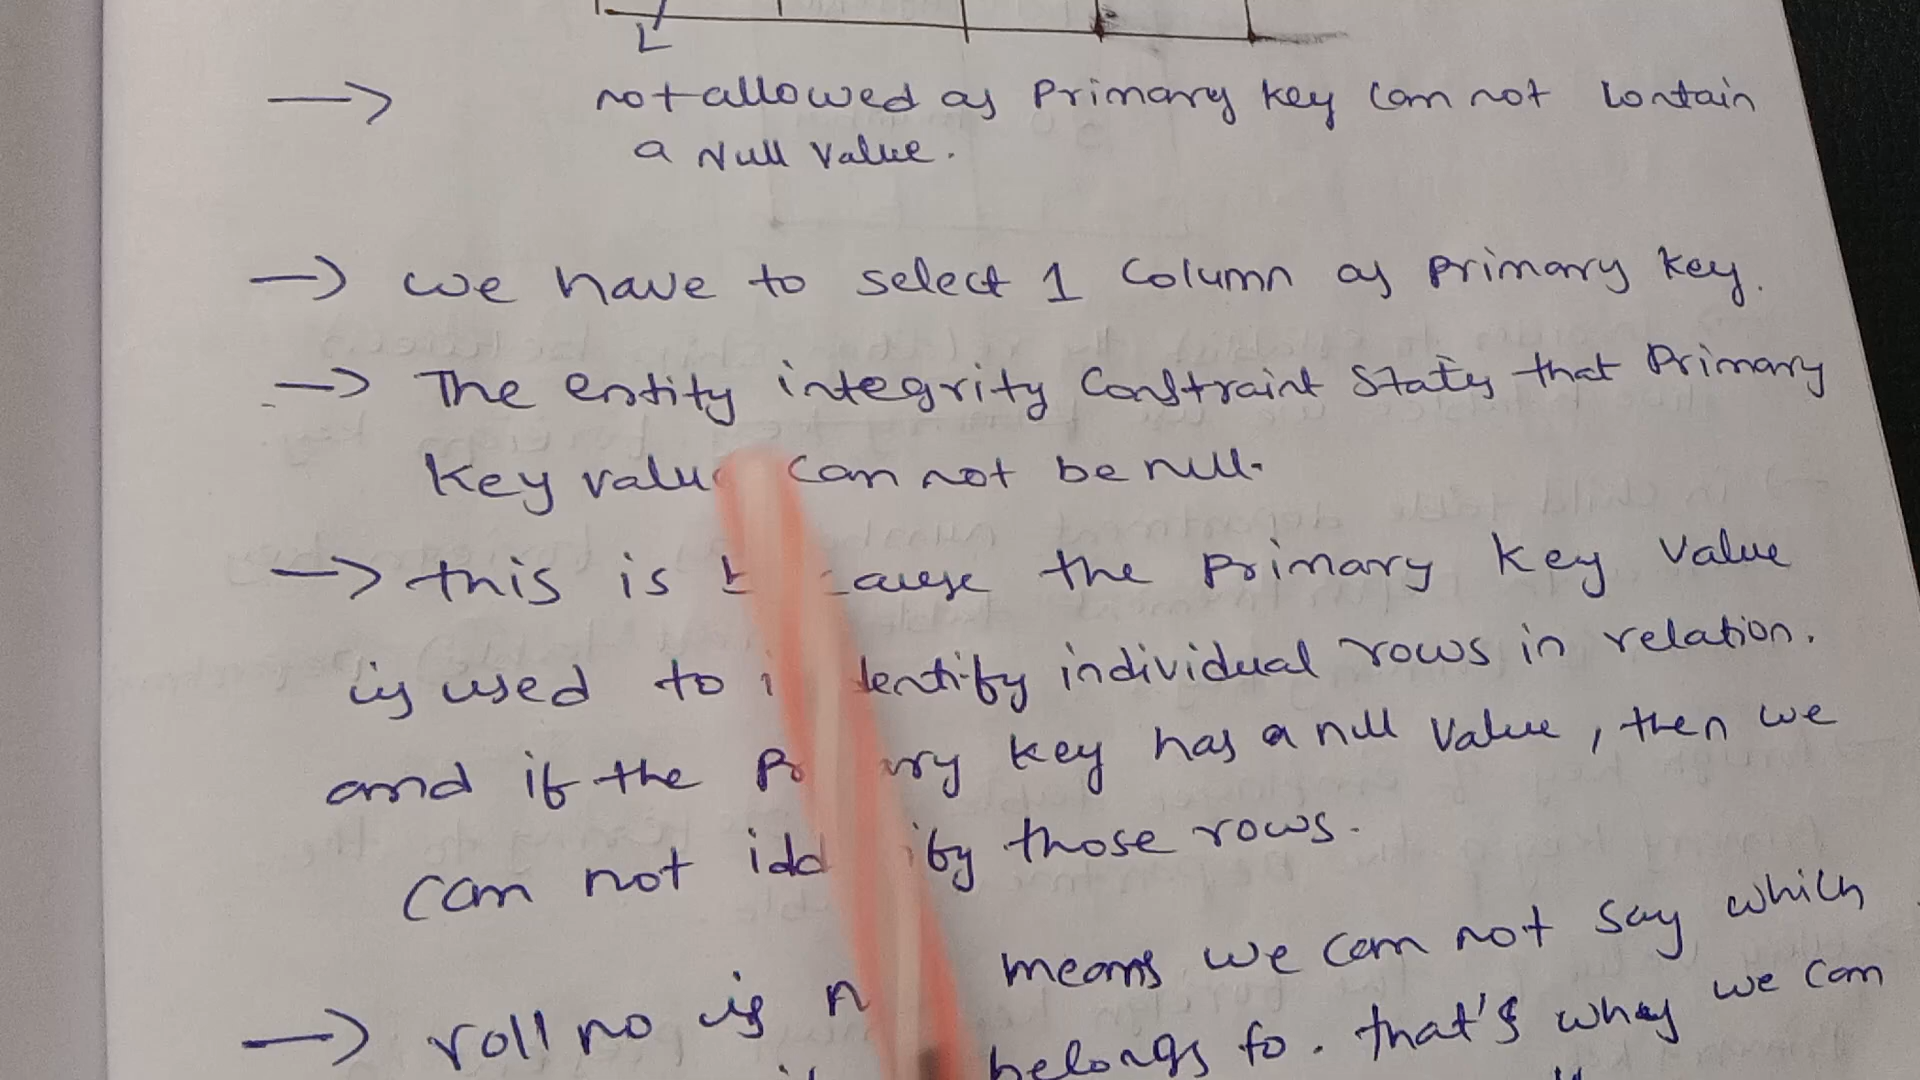 → not allowed as Primary key can not contain
a Null Value.
→ we have to select 1 Column as primary key.
→ The entity integrity Constraint States that Primary
key value can not be null.
→ this is the primary key value
is used to individual rows in relation.
and if the key has a null value, then we
can not those rows.
→ roll no is means we can not say which
belongs to. that's why we can